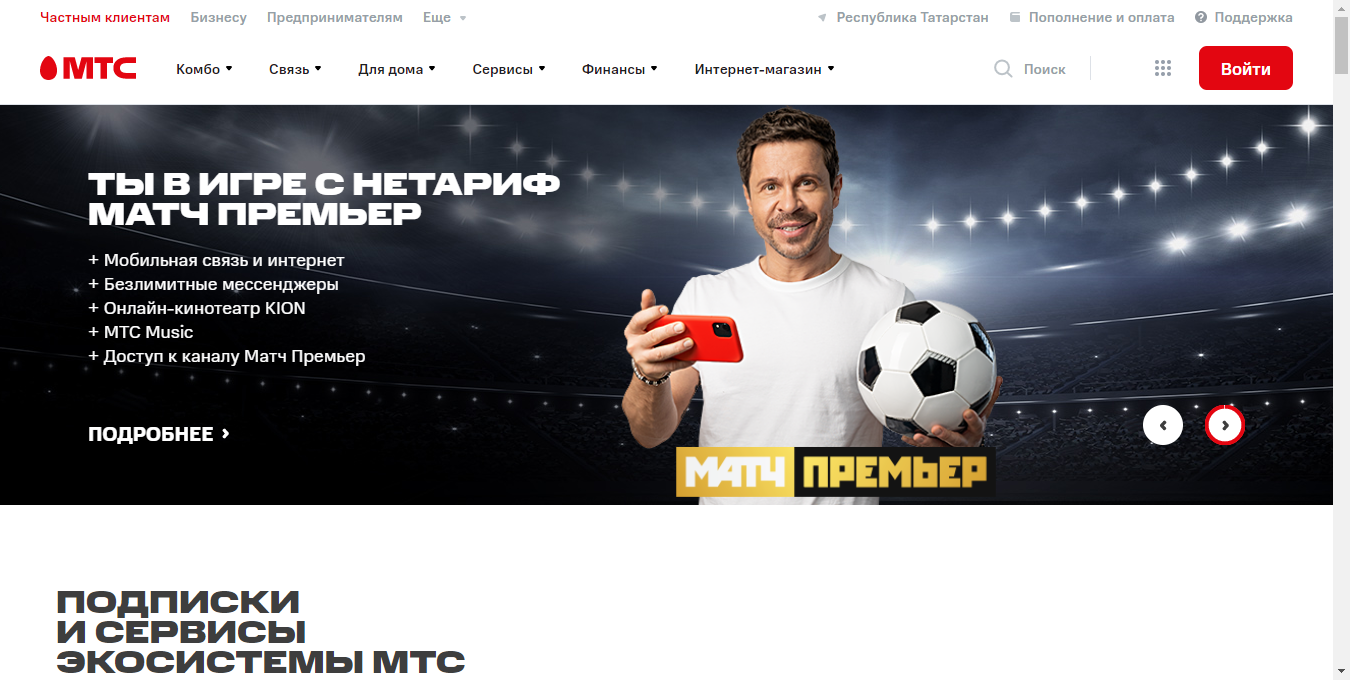 Частным клиентам Бизнесу Предпринимателям Еще Республика Татарстан Пополнение и оплата Поддержка
МТС Комбо Связь Для дома Сервисы Финансы Интернет-магазин Поиск Войти
ТЫ В ИГРЕ С НЕТАРИФ
МАТЧ ПРЕМЬЕР
+ Мобильная связь и интернет
+ Безлимитные мессенджеры
+ Онлайн-кинотеатр KION
+ МТС Music
+ Доступ к каналу Матч Премьер
ПОДРОБНЕЕ
МАТЧ ПРЕМЬЕР
ПОДПИСКИ
И СЕРВИСЫ
ЭКОСИСТЕМЫ МТС